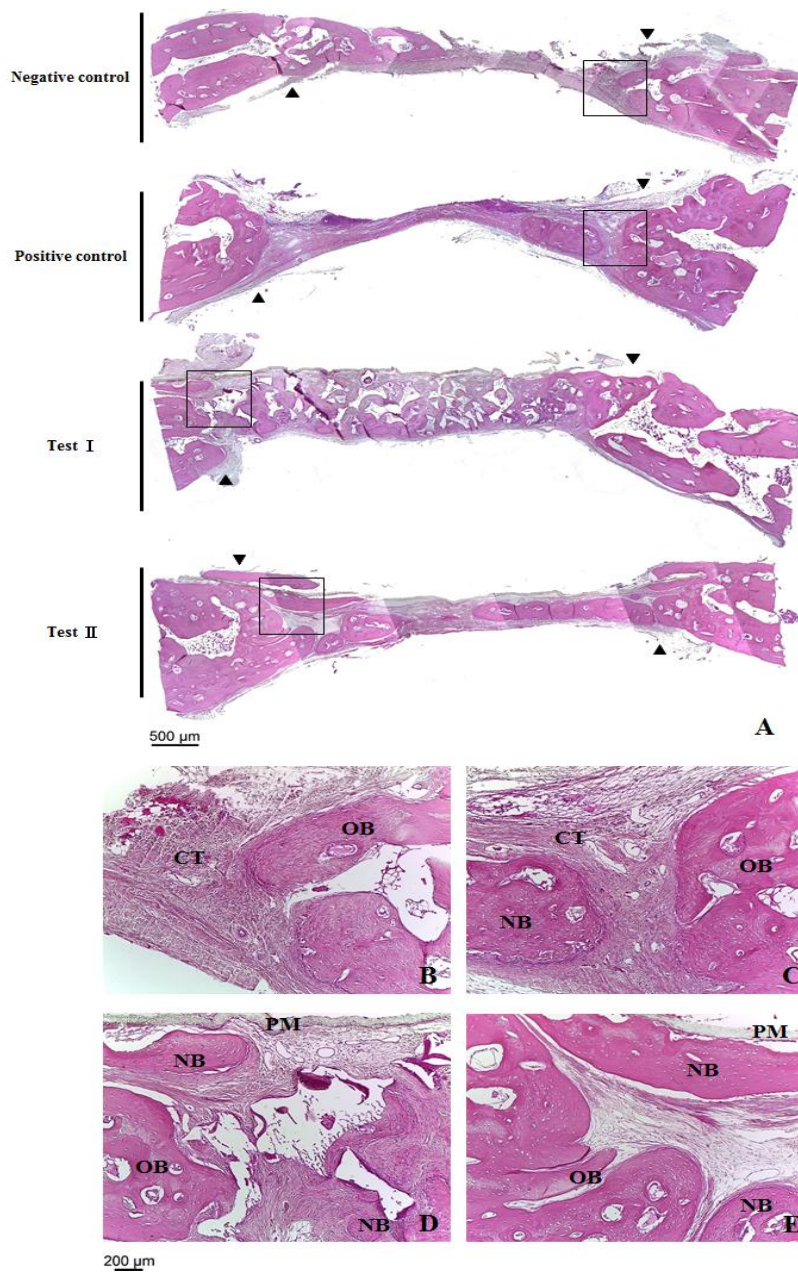 Negative control
Positive control
Test Ⅰ
Test Ⅱ
500 µm
A
CT
OB
B
CT
OB
NB
C
PM
NB
OB
NB
D
PM
NB
OB
NB
E
200 µm